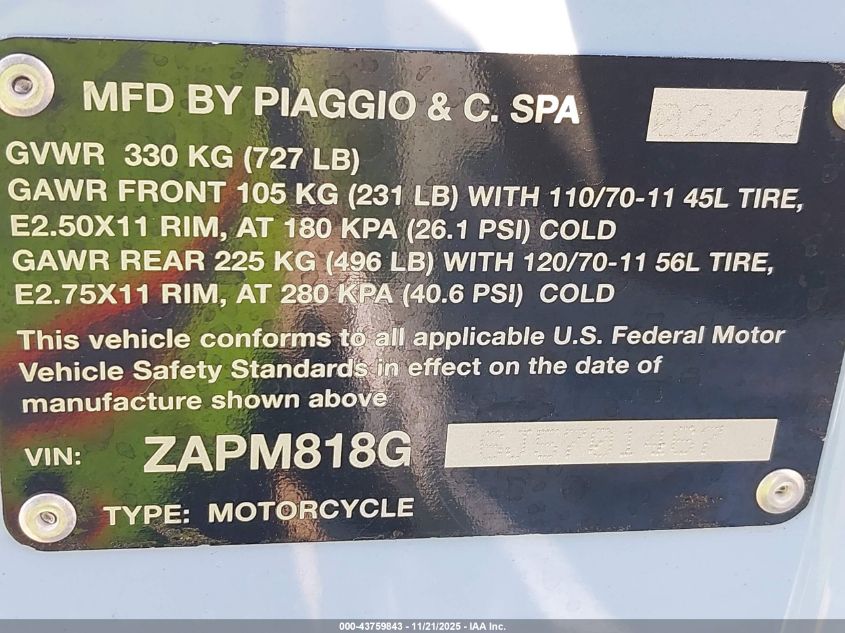 MFD BY PIAGGIO & C. SPA 02/18
GVWR 330 KG (727 LB)
GAWR FRONT 105 KG (231 LB) WITH 110/70-11 45L TIRE,
E2.50X11 RIM, AT 180 KPA (26.1 PSI) COLD
GAWR REAR 225 KG (496 LB) WITH 120/70-11 56L TIRE,
E2.75X11 RIM, AT 280 KPA (40.6 PSI) COLD
This vehicle conforms to all applicable U.S. Federal Motor
Vehicle Safety Standards in effect on the date of
manufacture shown above
VIN: ZAPM818G 6J5701467
TYPE: MOTORCYCLE
000-43759843 — 11/21/2025 — IAA Inc.